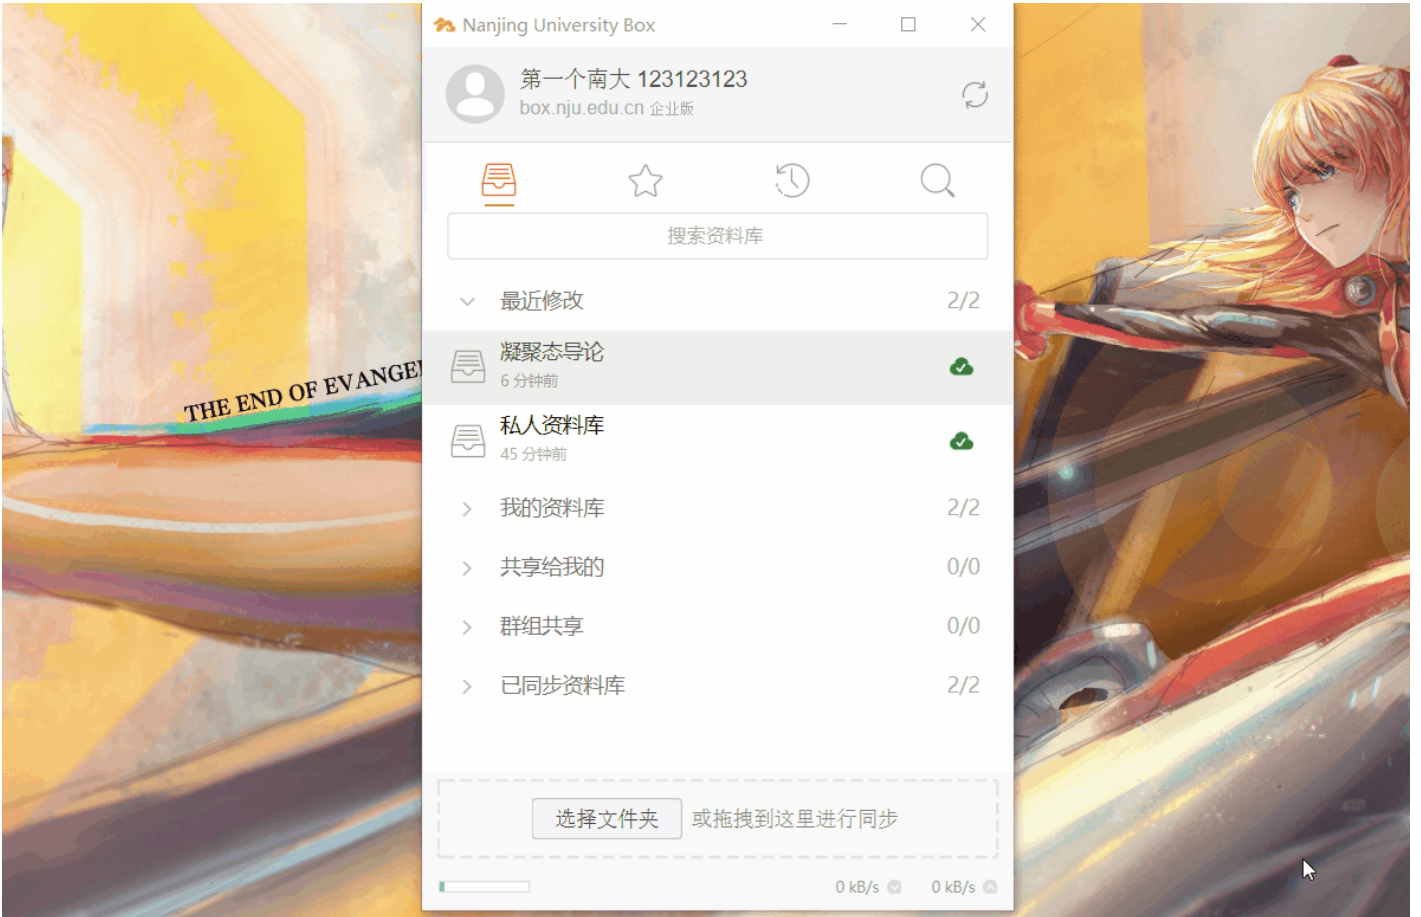 Nanjing University Box
第一个南大 123123123
box.nju.edu.cn 企业版
搜索资料库
最近修改 2/2
凝聚态导论
6 分钟前
私人资料库
45 分钟前
我的资料库 2/2
共享给我的 0/0
群组共享 0/0
已同步资料库 2/2
选择文件夹 或拖拽到这里进行同步
0 kB/s 0 kB/s
THE END OF EVANGE